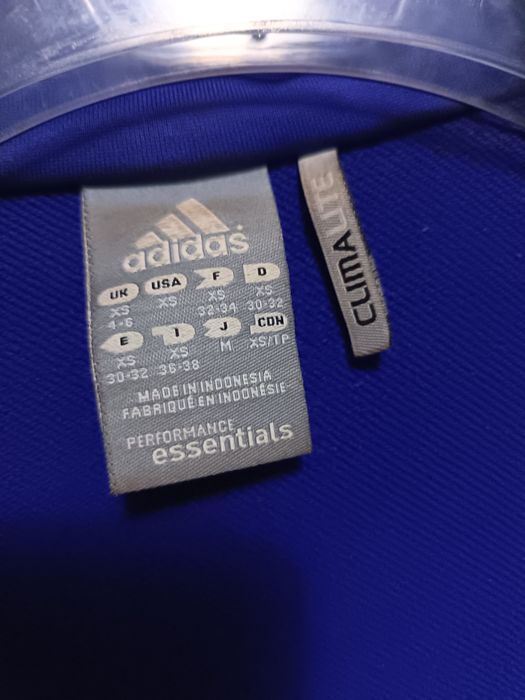 adidas
UK USA F D
XS XS XS XS
4-6 32-34 30-32
E I J CDN
XS XS M XS/TP
30-32 36-38
MADE IN INDONESIA
FABRIQUÉ EN INDONÉSIE
PERFORMANCE
essentials
CLIMALITE